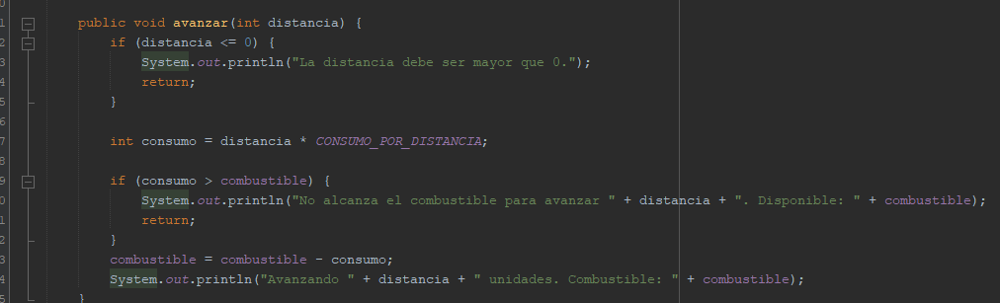 public void avanzar(int distancia) {
if (distancia <= 0) {
System.out.println("La distancia debe ser mayor que 0.");
return;
}
int consumo = distancia * CONSUMO_POR_DISTANCIA;
if (consumo > combustible) {
System.out.println("No alcanza el combustible para avanzar " + distancia + ". Disponible: " + combustible);
return;
}
combustible = combustible - consumo;
System.out.println("Avanzando " + distancia + " unidades. Combustible: " + combustible);
}